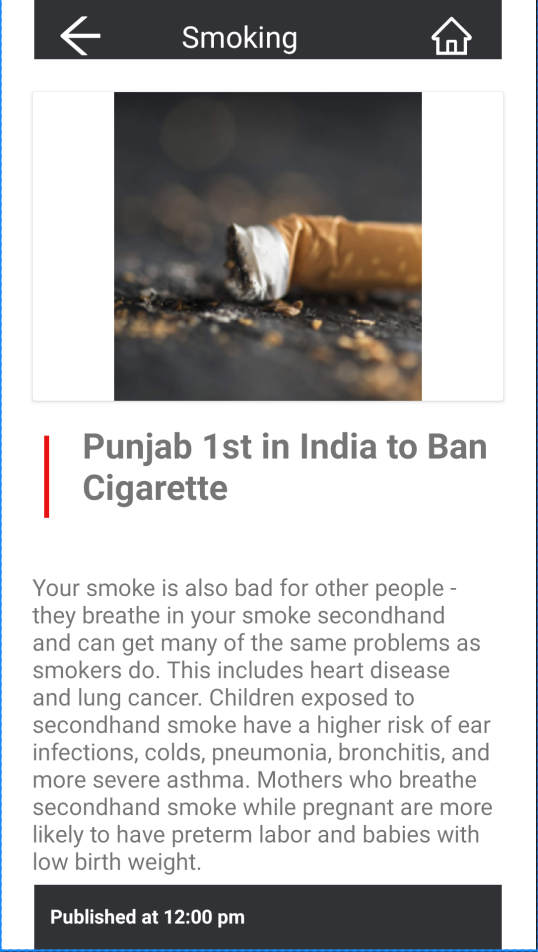 Smoking
Punjab 1st in India to Ban
Cigarette
Your smoke is also bad for other people -
they breathe in your smoke secondhand
and can get many of the same problems as
smokers do. This includes heart disease
and lung cancer. Children exposed to
secondhand smoke have a higher risk of ear
infections, colds, pneumonia, bronchitis, and
more severe asthma. Mothers who breathe
secondhand smoke while pregnant are more
likely to have preterm labor and babies with
low birth weight.
Published at 12:00 pm